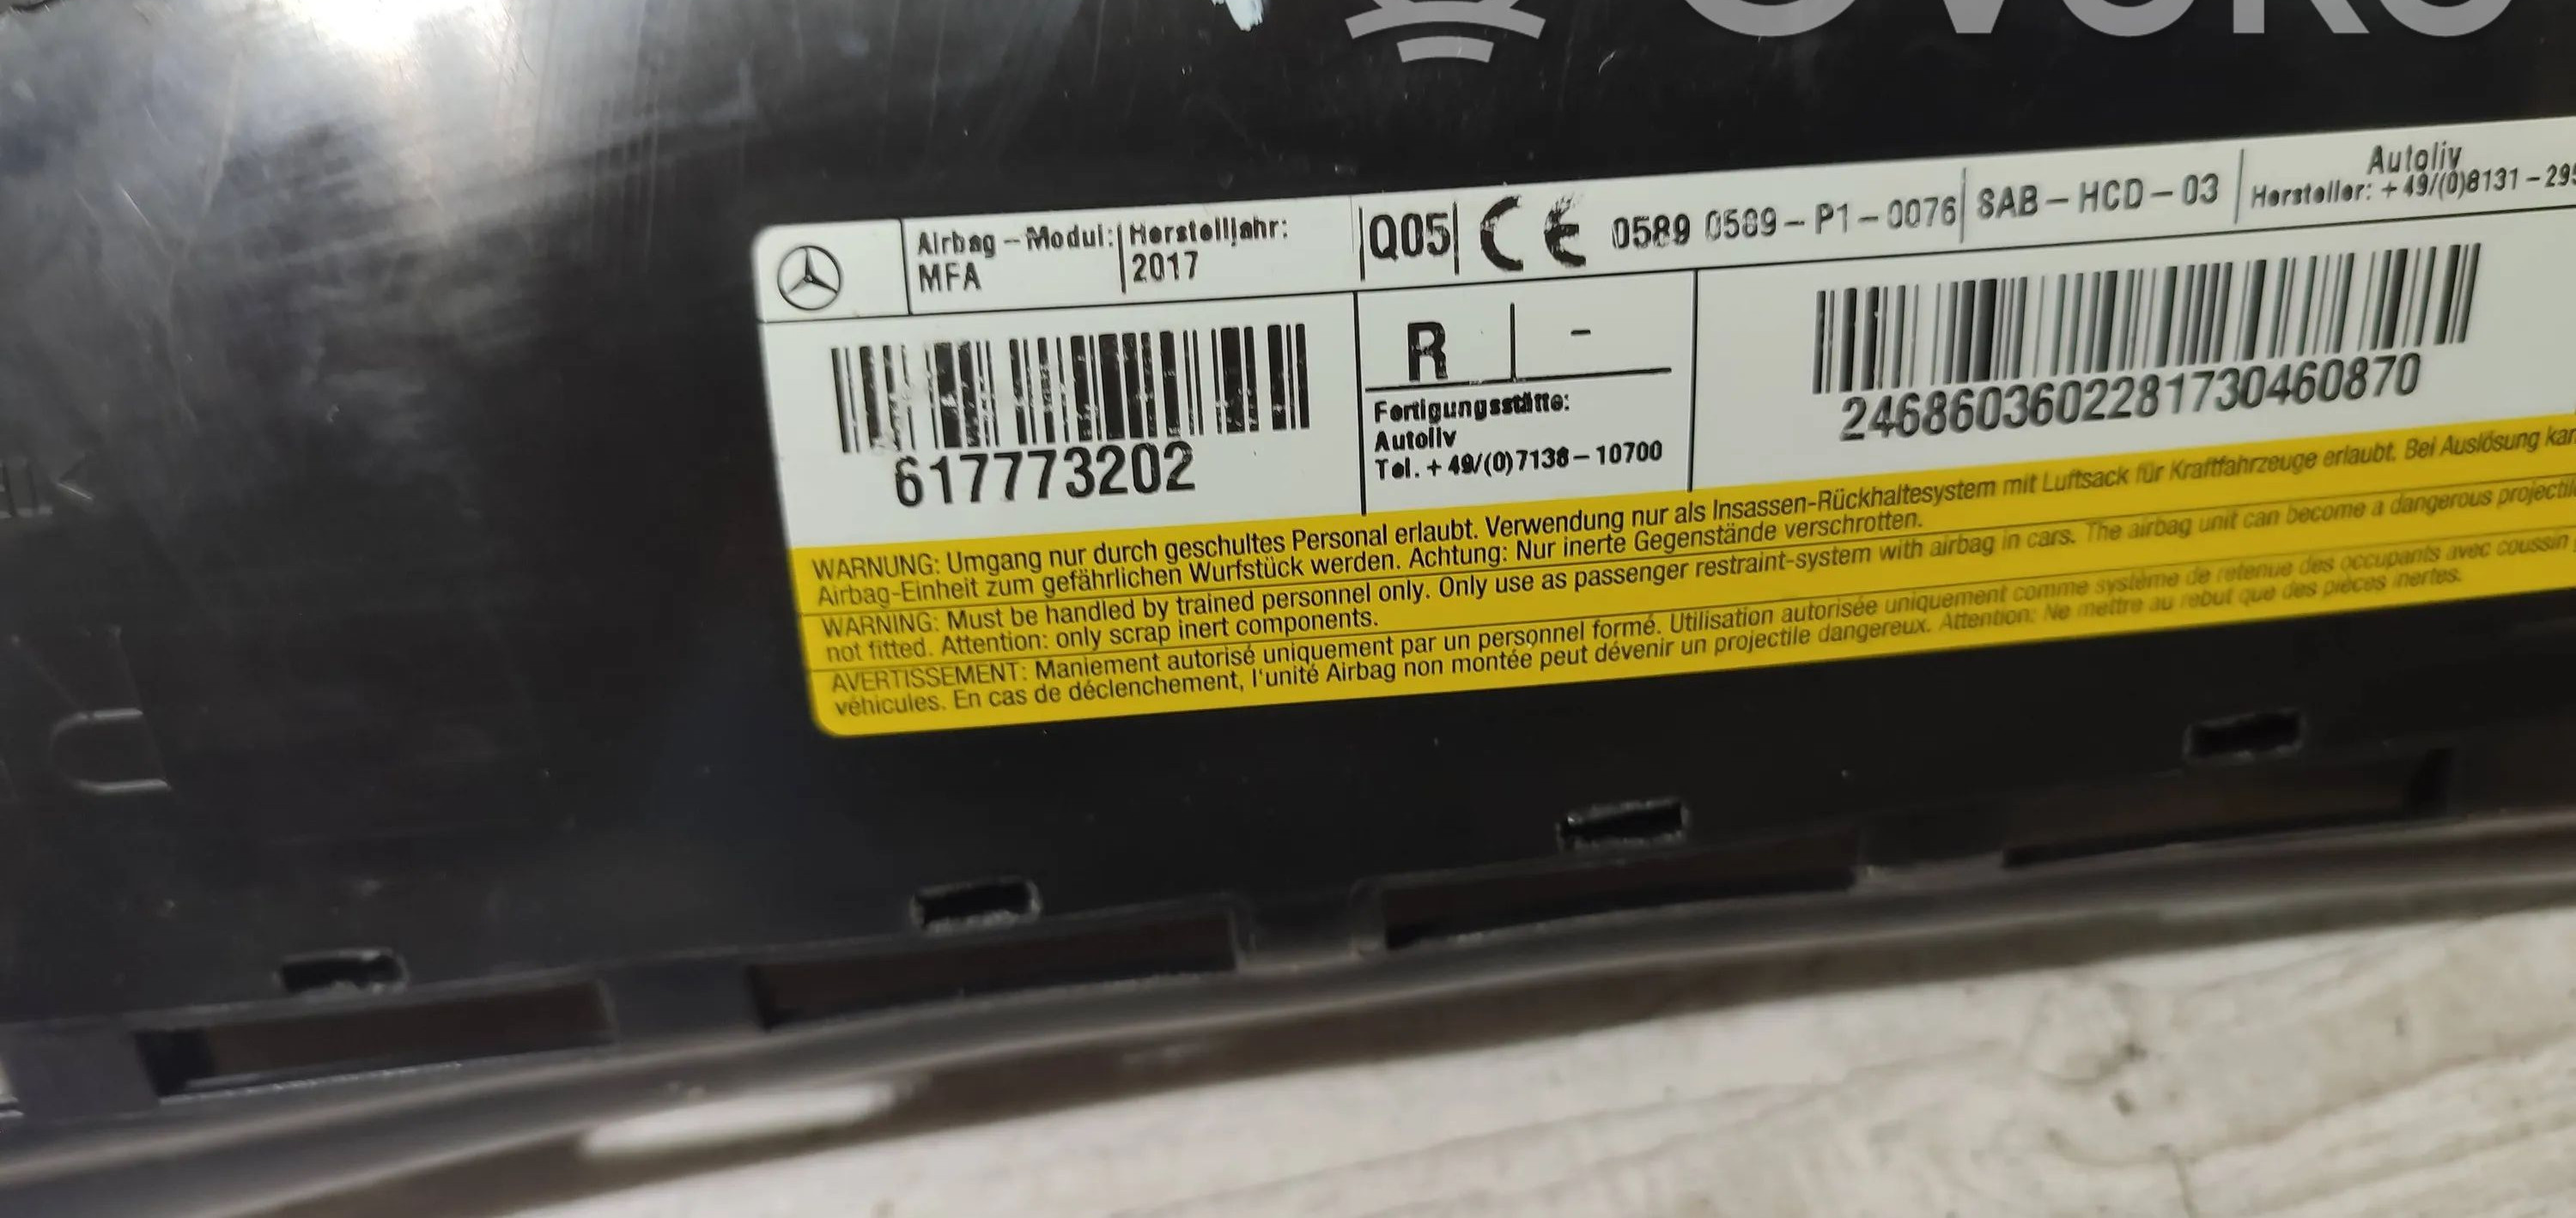 Airbag-Modul: Herstelljahr: Q05 CE 0589 0589-P1-0076 SAB-HCD-03 Autoliv
MFA 2017 Hersteller: +49/(0)8131-295
R -
617773202
Fertigungsstätte:
Autoliv
Tel. +49/(0)7138-10700
2468603602281730460870
WARNUNG: Umgang nur durch geschultes Personal erlaubt. Verwendung nur als Insassen-Rückhaltesystem mit Luftsack für Kraftfahrzeuge erlaubt. Bei Auslösung kan
Airbag-Einheit zum gefährlichen Wurfstück werden. Achtung: Nur inerte Gegenstände verschrotten.
WARNING: Must be handled by trained personnel only. Only use as passenger restraint-system with airbag in cars. The airbag unit can become a dangerous projectil
not fitted. Attention: only scrap inert components.
AVERTISSEMENT: Maniement autorisé uniquement par un personnel formé. Utilisation autorisée uniquement comme système de retenue des occupants avec coussin
véhicules. En cas de déclenchement, l'unité Airbag non montée peut dévenir un projectile dangereux. Attention: Ne mettre au rebut que des pièces inertes.